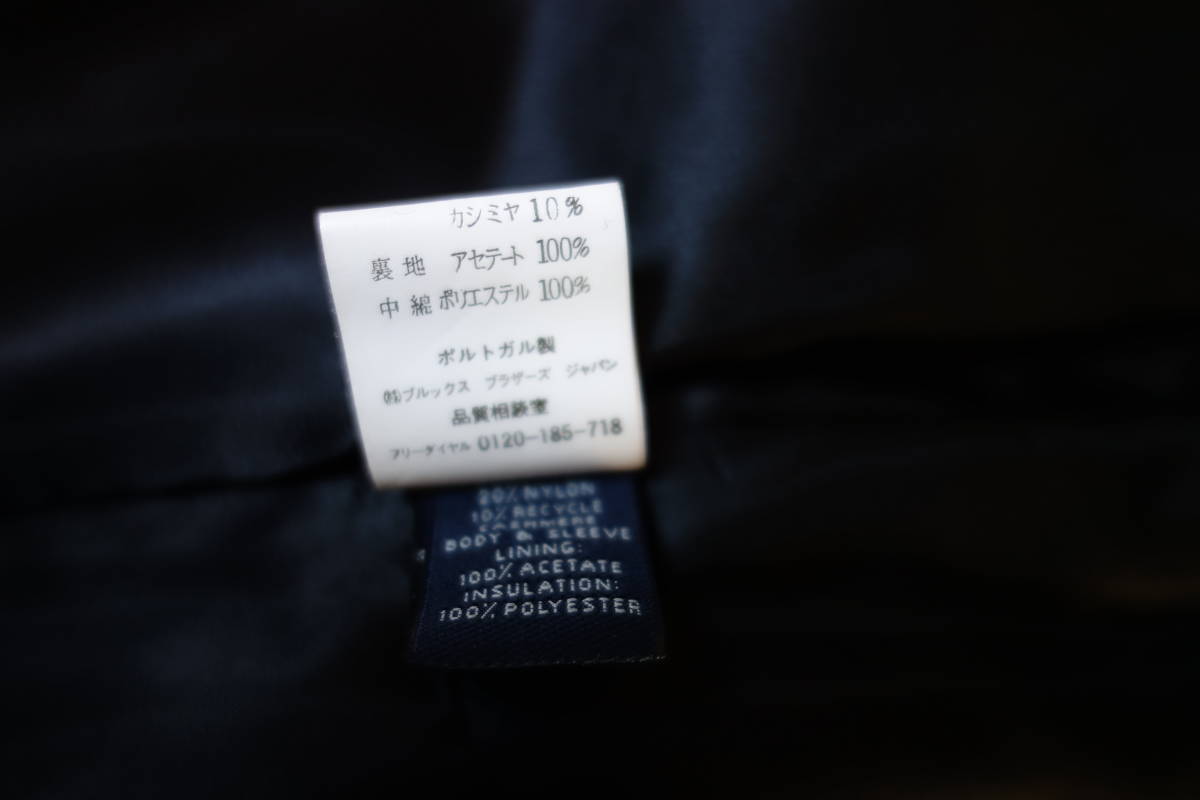 カシミヤ 10%
裏地 アセテート 100%
中綿 ポリエステル 100%
ポルトガル製
㈱ブルックス ブラザーズ ジャパン
品質相談室
フリーダイヤル 0120-185-718
20% NYLON
10% RECYCLE
CASHMERE
BODY & SLEEVE
LINING:
100% ACETATE
INSULATION:
100% POLYESTER